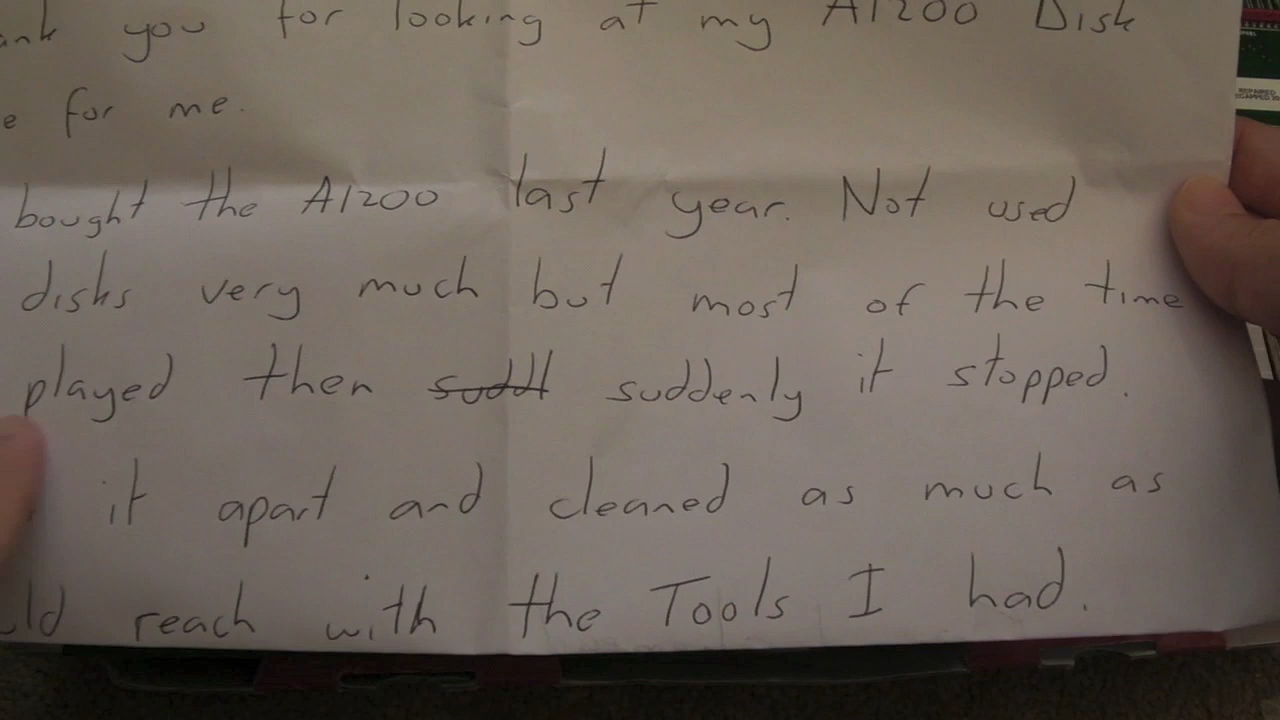 you for looking at my A1200 Disk
for me.
bought the A1200 last year. Not used
disks very much but most of the time
played then suddenly it stopped.
it apart and cleaned as much as
reach with the Tools I had.
REPAIRED